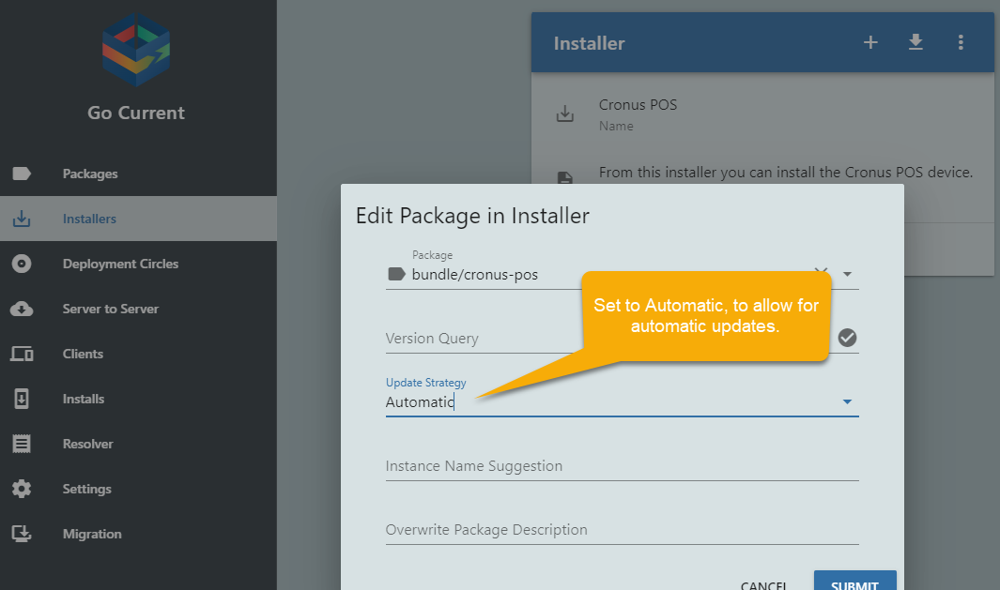 Go Current
Packages
Installers
Deployment Circles
Server to Server
Clients
Installs
Resolver
Settings
Migration
Installer
Cronus POS
Name
From this installer you can install the Cronus POS device.
Edit Package in Installer
Package
bundle/cronus-pos
Set to Automatic, to allow for
automatic updates.
Version Query
Update Strategy
Automatic
Instance Name Suggestion
Overwrite Package Description
CANCEL
SUBMIT